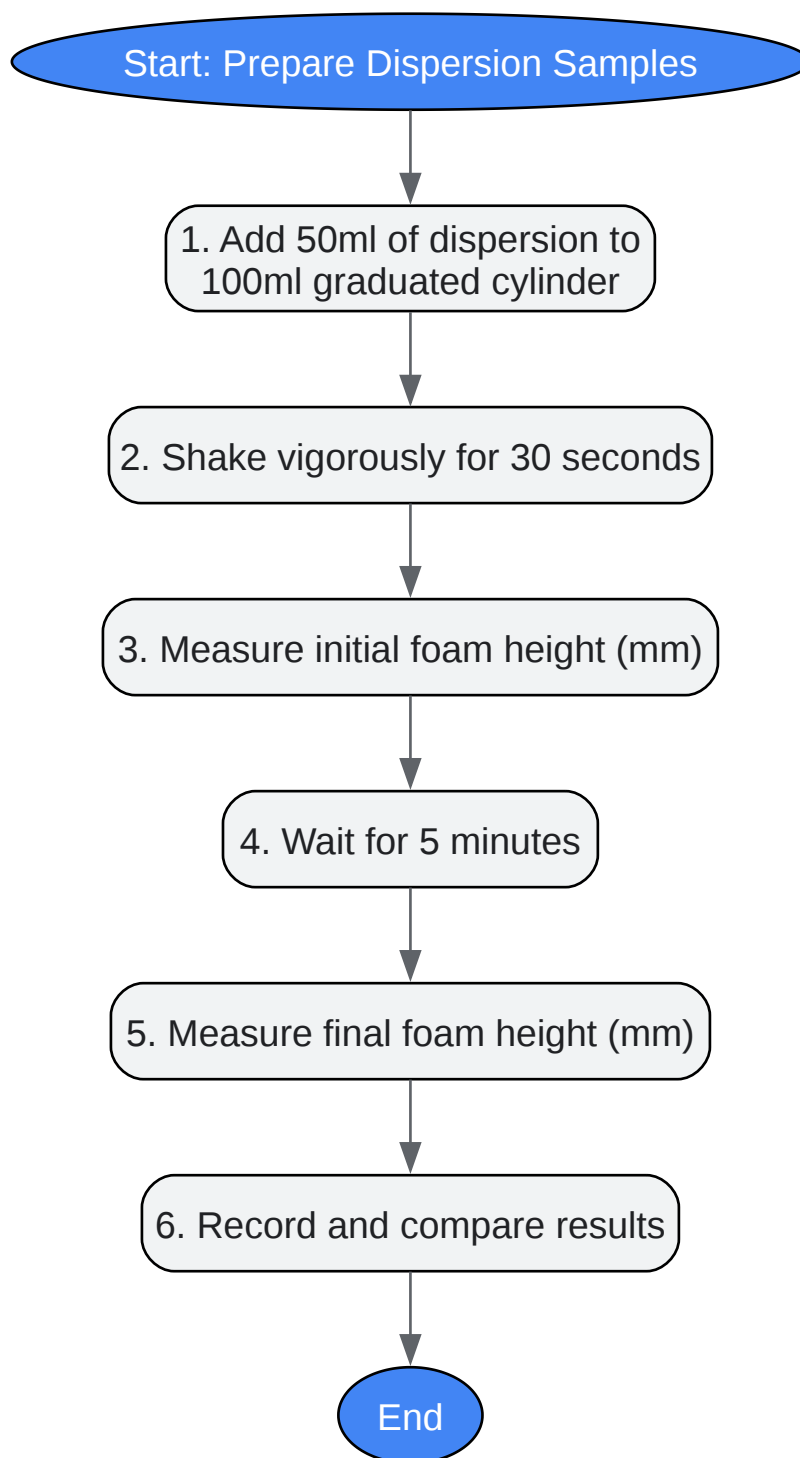 Start: Prepare Dispersion Samples
1. Add 50ml of dispersion to
100ml graduated cylinder
2. Shake vigorously for 30 seconds
3. Measure initial foam height (mm)
4. Wait for 5 minutes
5. Measure final foam height (mm)
6. Record and compare results
End